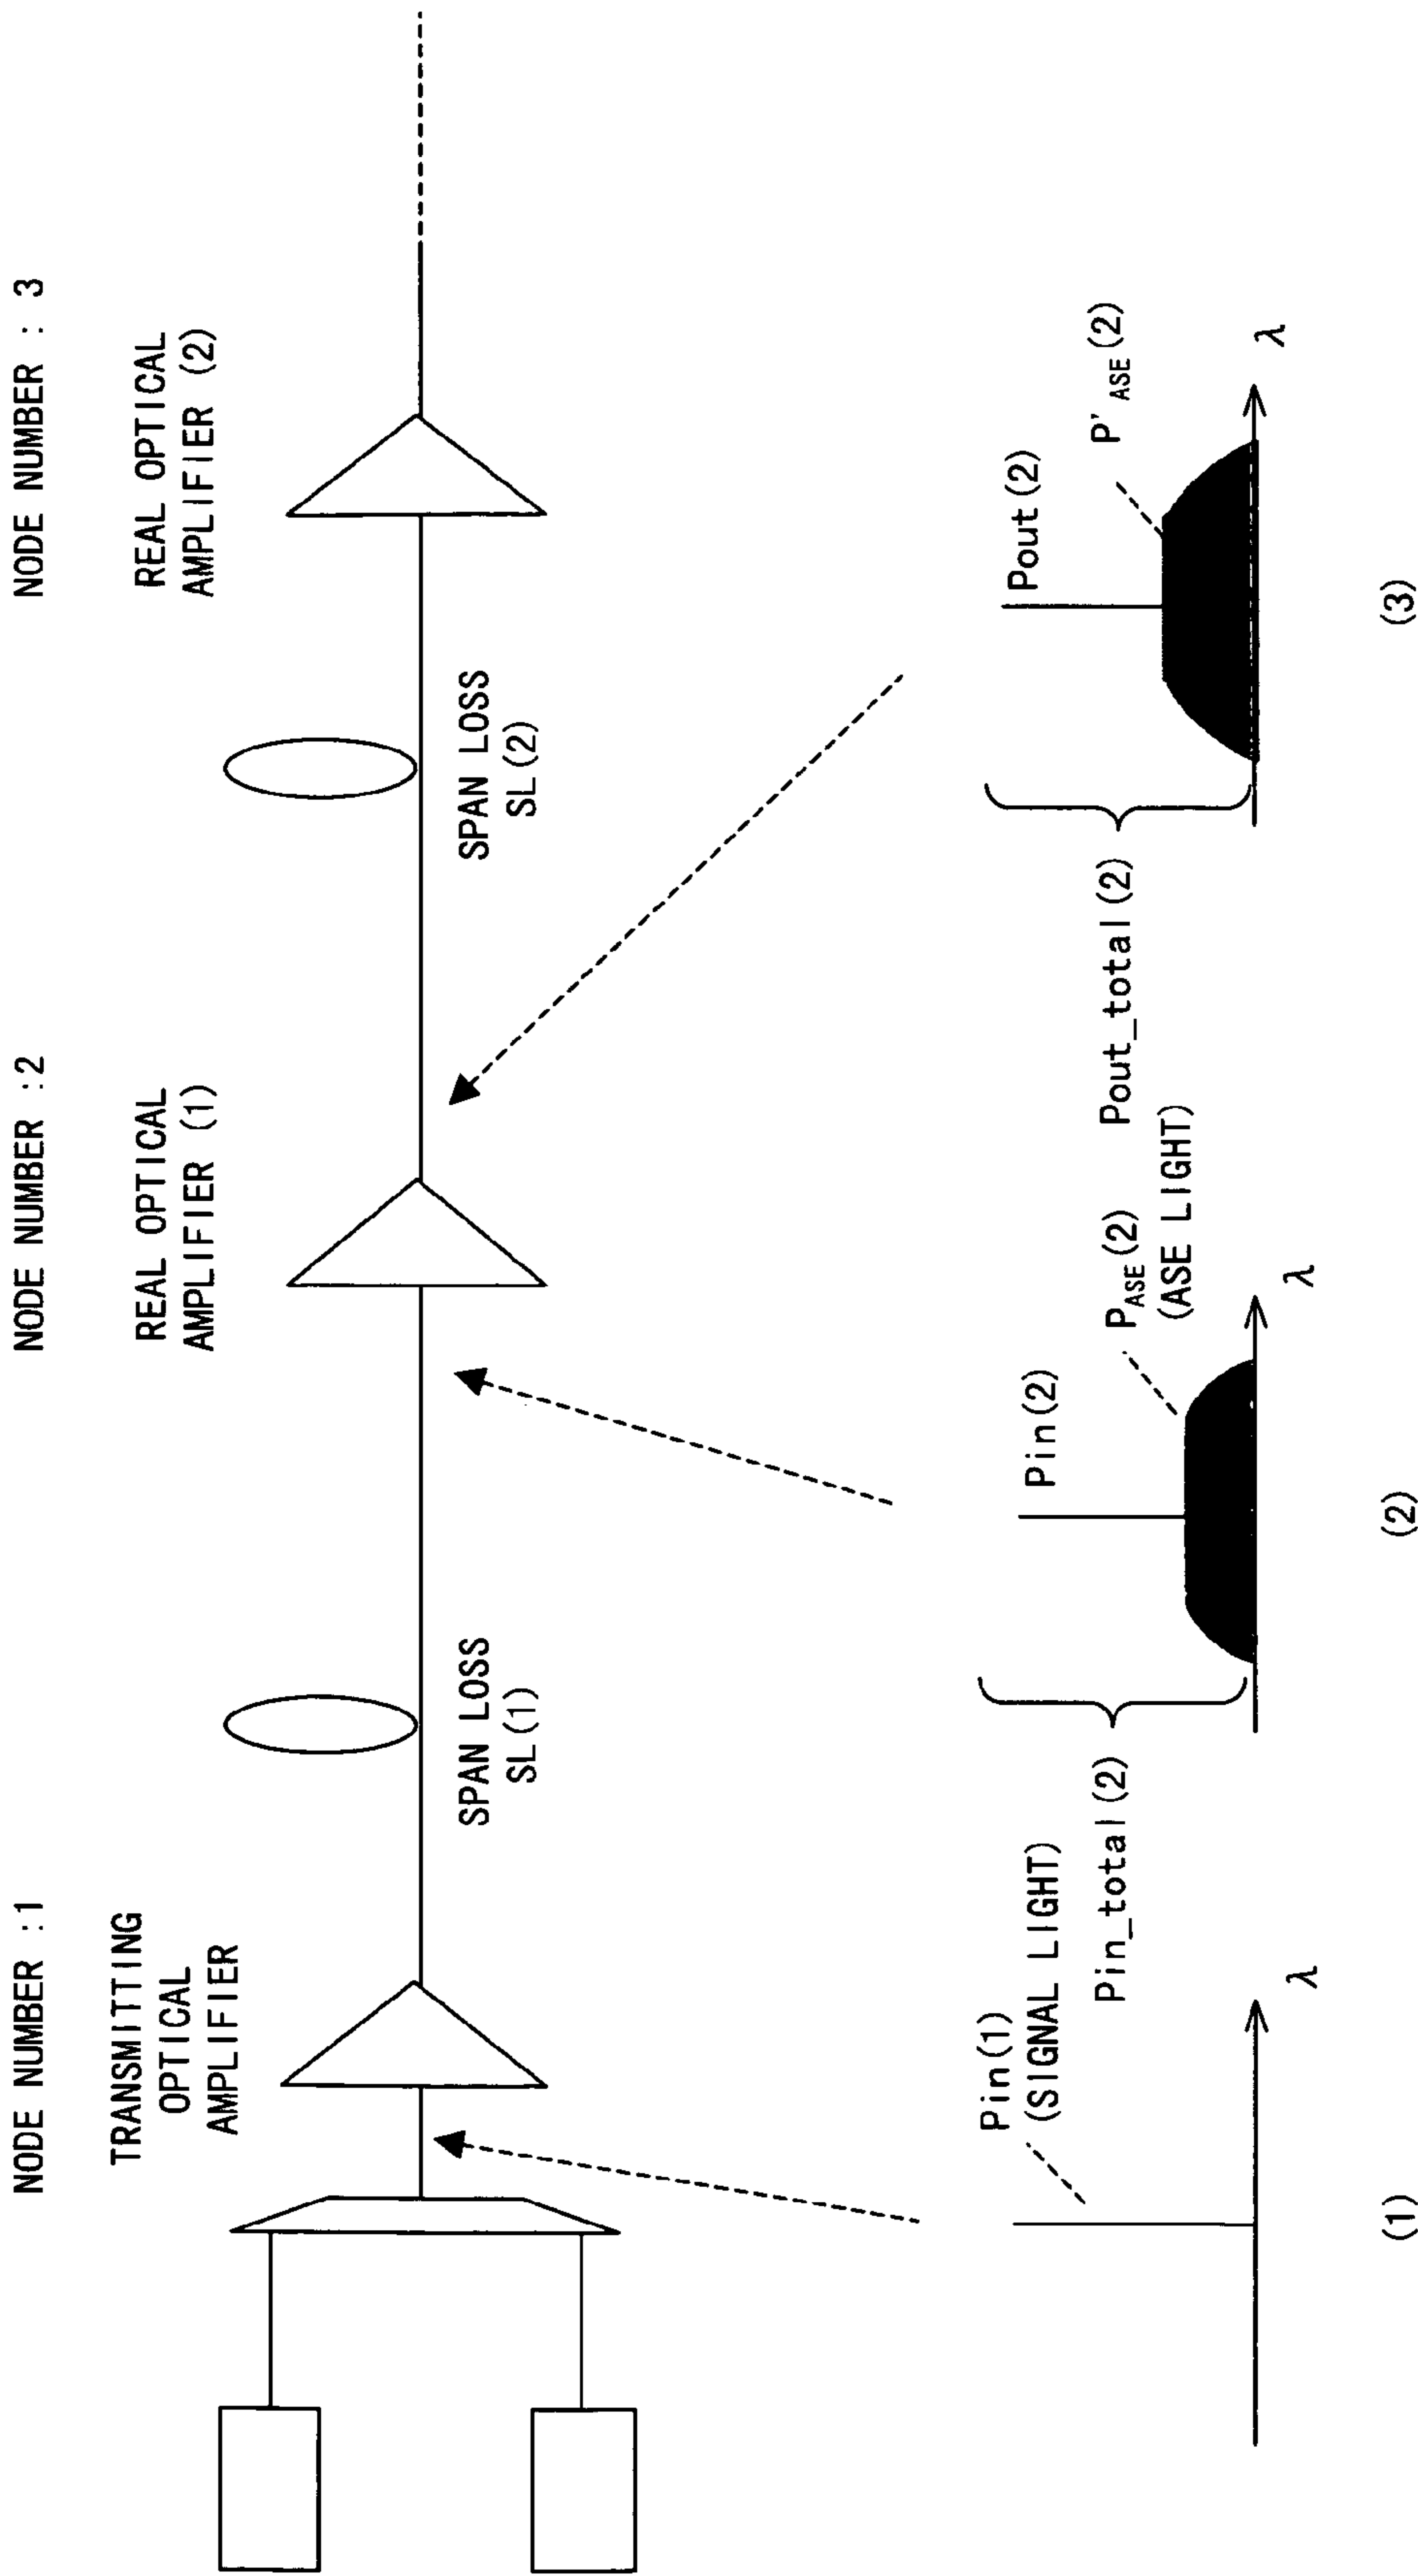 NODE NUMBER :1
NODE NUMBER :2
NODE NUMBER : 3
TRANSMITTING
OPTICAL
AMPLIFIER
REAL OPTICAL
AMPLIFIER (1)
REAL OPTICAL
AMPLIFIER (2)
SPAN LOSS
SL(1)
SPAN LOSS
SL(2)
Pin(1)
(SIGNAL LIGHT)
λ
(1)
Pin_total(2)
Pin(2)
PASE(2)
(ASE LIGHT)
λ
(2)
Pout_total(2)
Pout(2)
P'ASE(2)
λ
(3)